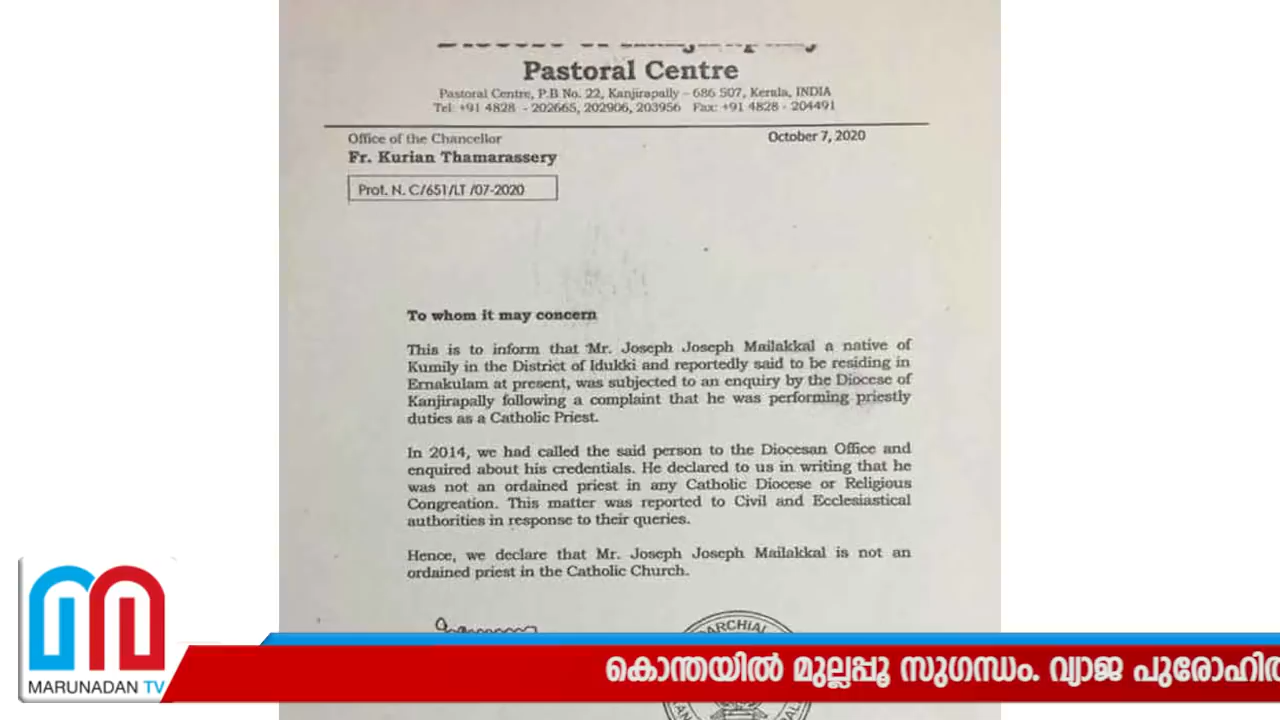 Pastoral Centre
Pastoral Centre, P.B No. 22, Kanjirapally - 686 507, Kerala, INDIA
Tel: +91 4828 - 202665, 202906, 203956 Fax: +91 4828 - 204491
Office of the Chancellor
October 7, 2020
Fr. Kurian Thamarassery
Prot. N. C/651/LT /07-2020
To whom it may concern
This is to inform that Mr. Joseph Joseph Mailakkal a native of
Kumily in the District of Idukki and reportedly said to be residing in
Ernakulam at present, was subjected to an enquiry by the Diocese of
Kanjirapally following a complaint that he was performing priestly
duties as a Catholic Priest.
In 2014, we had called the said person to the Diocesan Office and
enquired about his credentials. He declared to us in writing that he
was not an ordained priest in any Catholic Diocese or Religious
Congreation. This matter was reported to Civil and Ecclesiastical
authorities in response to their queries.
Hence, we declare that Mr. Joseph Joseph Mailakkal is not an
ordained priest in the Catholic Church.
MARUNADAN TV
കൊന്തയിൽ മുല്ലപ്പൂ സുഗന്ധം. വ്യാജ പുരോഹിത